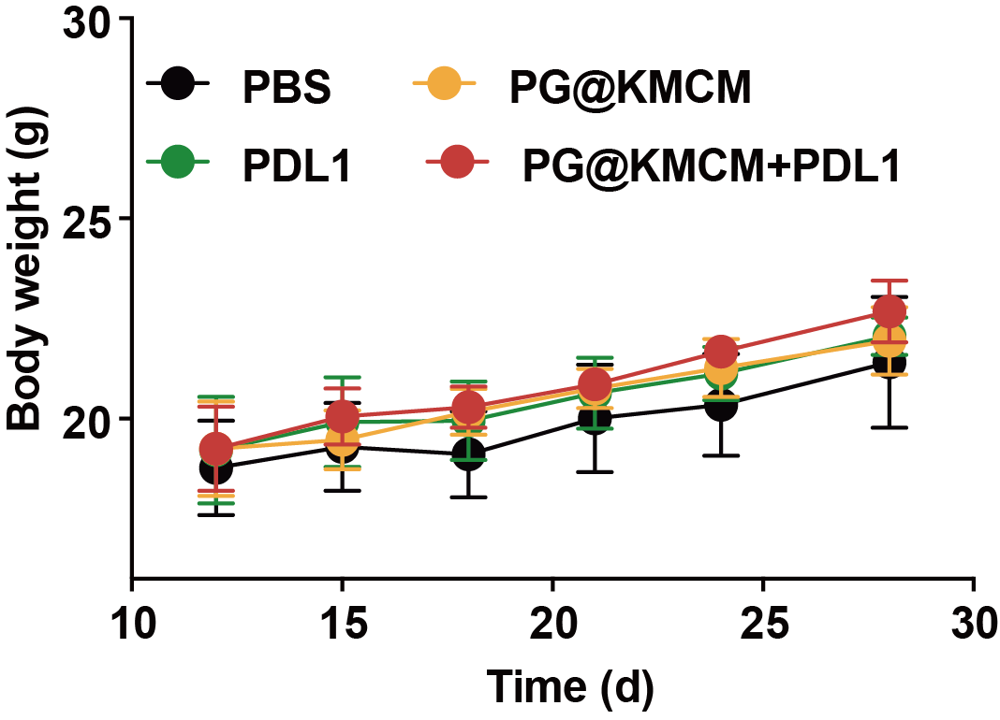 30
PBS PG@KMCM
PDL1 PG@KMCM+PDL1
25
20
Body weight (g)
10 15 20 25 30
Time (d)